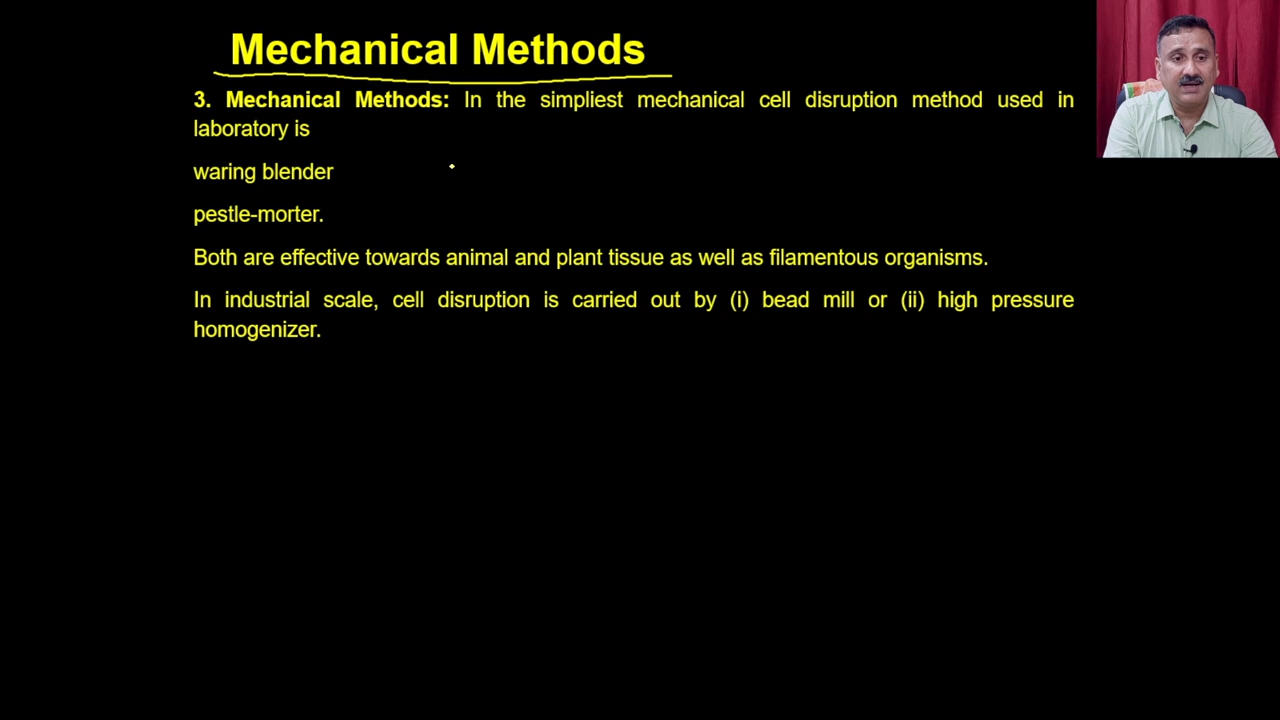 Mechanical Methods
3. Mechanical Methods: In the simpliest mechanical cell disruption method used in
laboratory is
waring blender
pestle-morter.
Both are effective towards animal and plant tissue as well as filamentous organisms.
In industrial scale, cell disruption is carried out by (i) bead mill or (ii) high pressure
homogenizer.